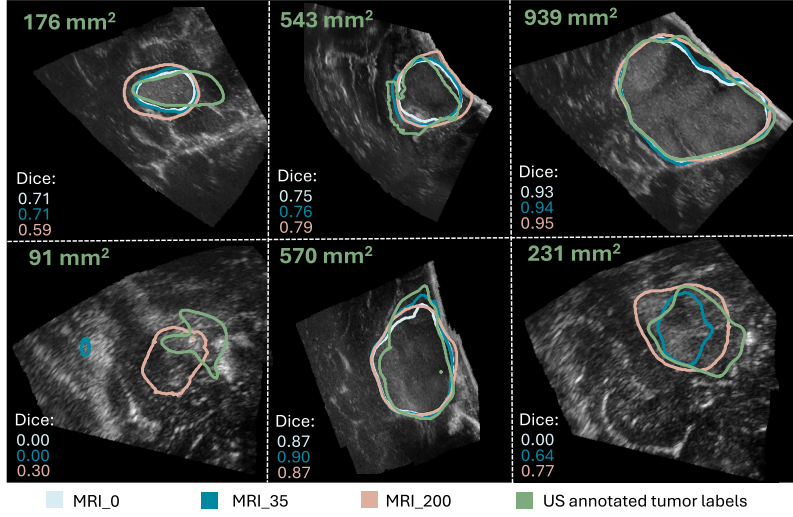 176 mm²
Dice:
0.71
0.71
0.59
543 mm²
Dice:
0.75
0.76
0.79
939 mm²
Dice:
0.93
0.94
0.95
91 mm²
Dice:
0.00
0.00
0.30
570 mm²
Dice:
0.87
0.90
0.87
231 mm²
Dice:
0.00
0.64
0.77
MRI_0
MRI_35
MRI_200
US annotated tumor labels